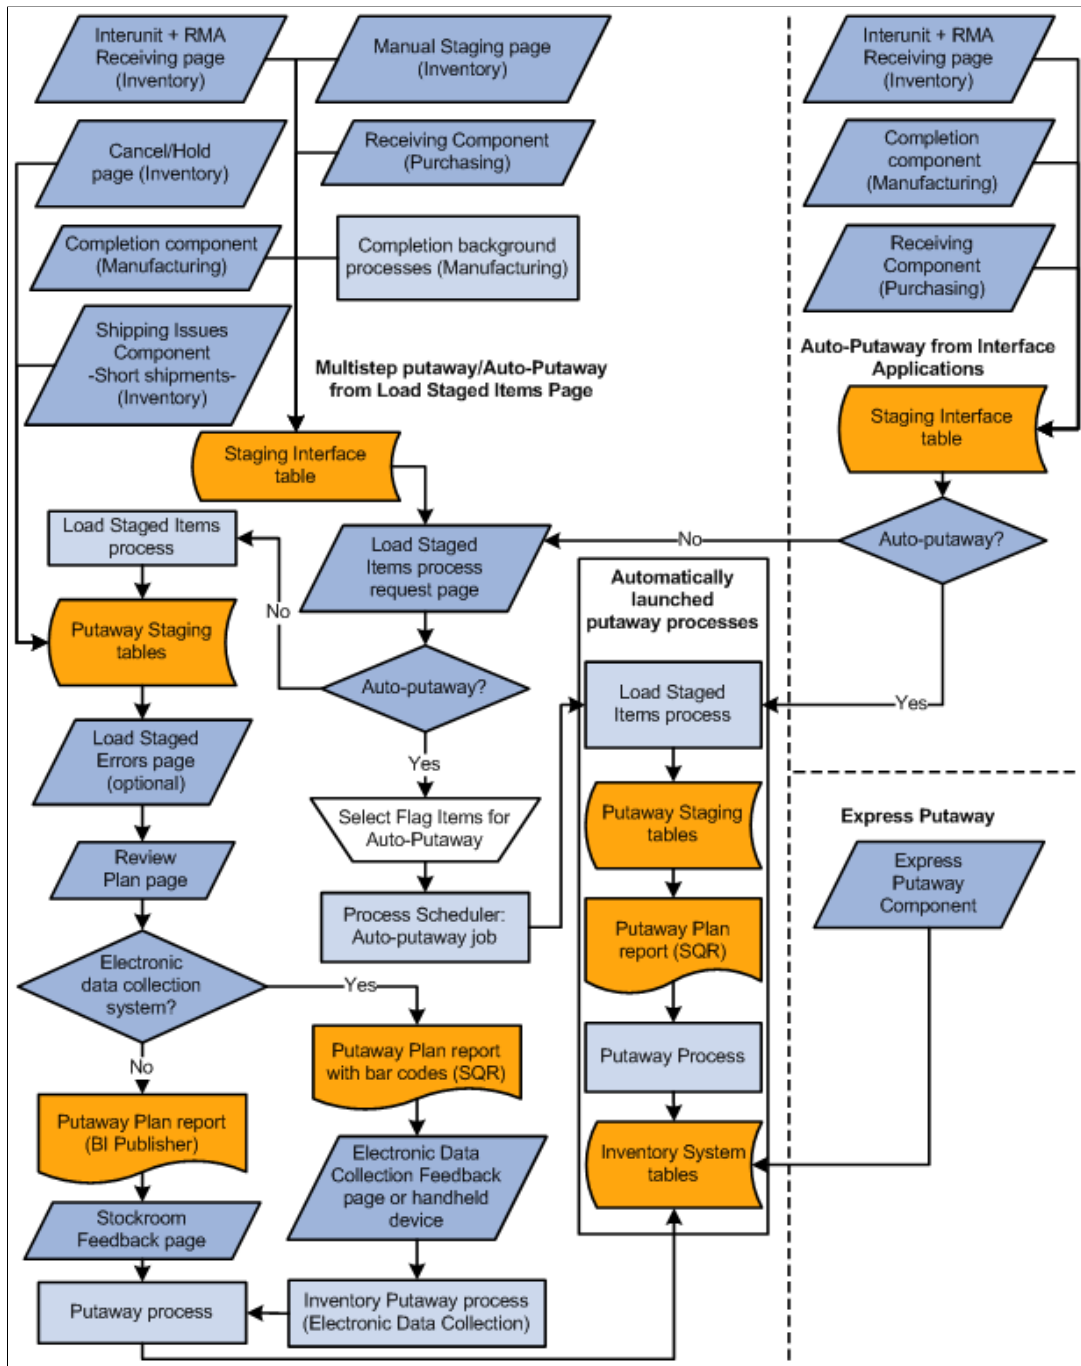 Interunit + RMA
Receiving page
(Inventory)
Manual Staging page
(Inventory)
Cancel/Hold
page (Inventory)
Receiving Component
(Purchasing)
Completion component
(Manufacturing)
Completion background
processes (Manufacturing)
Shipping Issues
Component
-Short shipments-
(Inventory)
Multistep putaway/Auto-Putaway
from Load Staged Items Page
Staging Interface
table
Load Staged Items
process
Load Staged
Items process
request page
No
Putaway Staging
tables
Auto-putaway?
Load Staged
Errors page
(optional)
Yes
Select Flag Items for
Auto-Putaway
Review
Plan page
Process Scheduler:
Auto-putaway job
Electronic
data collection
system?
Yes
No
Putaway Plan report
with bar codes (SQR)
Putaway Plan report
(BI Publisher)
Electronic Data
Collection Feedback
page or handheld
device
Stockroom
Feedback page
Putaway process
Inventory Putaway process
(Electronic Data Collection)
Automatically
launched
putaway processes
Load Staged
Items process
Putaway Staging
tables
Putaway Plan
report (SQR)
Putaway Process
Inventory System
tables
Interunit + RMA
Receiving page
(Inventory)
Completion
component
(Manufacturing)
Receiving
Component
(Purchasing)
Auto-Putaway from Interface
Applications
Staging Interface
table
Auto-putaway?
No
Yes
Express Putaway
Express
Putaway
Component